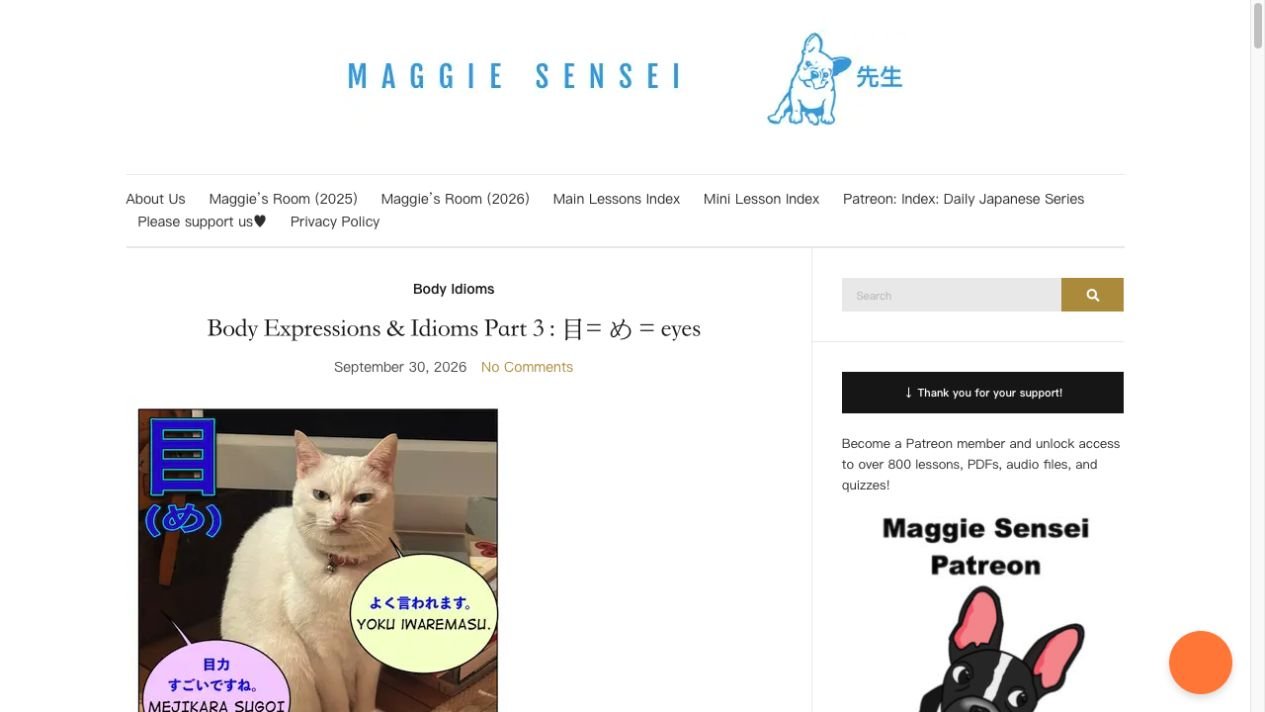 MAGGIE SENSEI
先生
About Us Maggie's Room (2025) Maggie's Room (2026) Main Lessons Index Mini Lesson Index Patreon: Index: Daily Japanese Series
Please support us♥ Privacy Policy
Body Idioms
Body Expressions & Idioms Part 3 : 目= め = eyes
September 30, 2026 No Comments
目
(め)
よく言われます。
YOKU IWAREMASU.
目力
すごいですね。
MEJIKARA SUGOI
Search
↓ Thank you for your support!
Become a Patreon member and unlock access
to over 800 lessons, PDFs, audio files, and
quizzes!
Maggie Sensei
Patreon